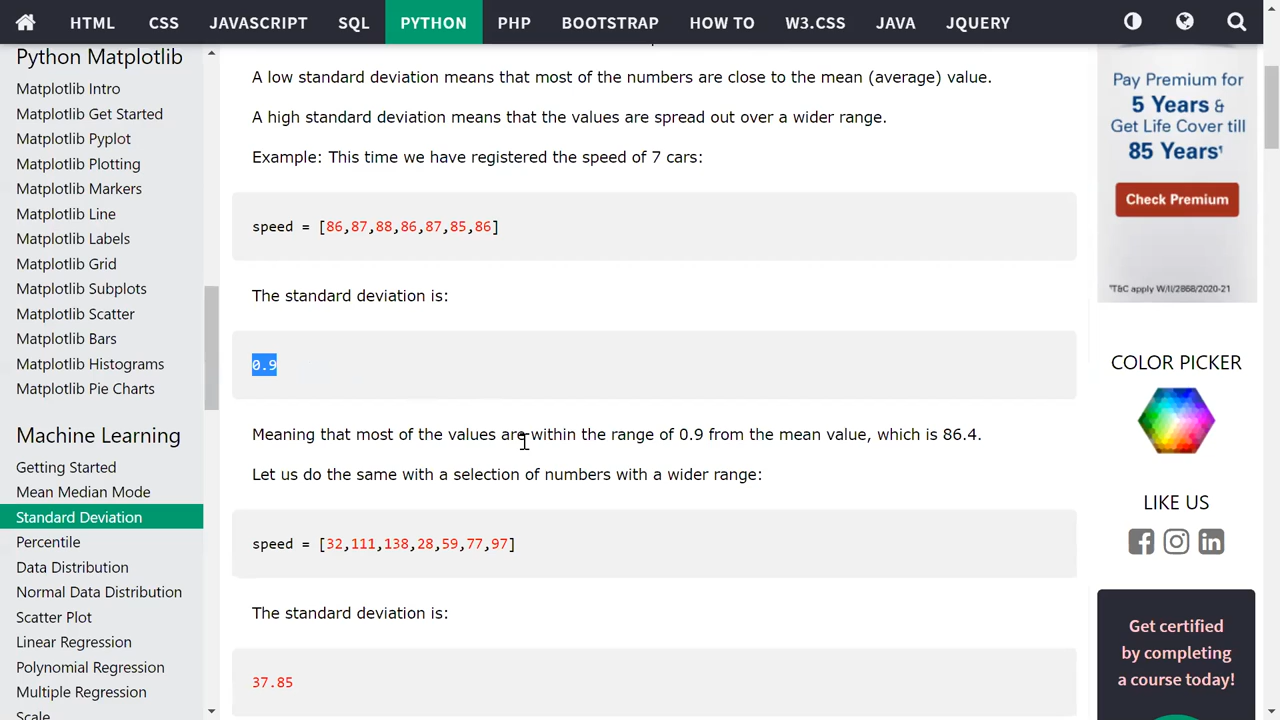 HTML CSS JAVASCRIPT SQL PYTHON PHP BOOTSTRAP HOW TO W3.CSS JAVA JQUERY
Python Matplotlib
Matplotlib Intro
Matplotlib Get Started
Matplotlib Pyplot
Matplotlib Plotting
Matplotlib Markers
Matplotlib Line
Matplotlib Labels
Matplotlib Grid
Matplotlib Subplots
Matplotlib Scatter
Matplotlib Bars
Matplotlib Histograms
Matplotlib Pie Charts
Machine Learning
Getting Started
Mean Median Mode
Standard Deviation
Percentile
Data Distribution
Normal Data Distribution
Scatter Plot
Linear Regression
Polynomial Regression
Multiple Regression
Scale
A low standard deviation means that most of the numbers are close to the mean (average) value.
A high standard deviation means that the values are spread out over a wider range.
Example: This time we have registered the speed of 7 cars:
speed = [86,87,88,86,87,85,86]
The standard deviation is:
0.9
Meaning that most of the values are within the range of 0.9 from the mean value, which is 86.4.
Let us do the same with a selection of numbers with a wider range:
speed = [32,111,138,28,59,77,97]
The standard deviation is:
37.85
Pay Premium for
5 Years &
Get Life Cover till
85 Years¹
Check Premium
¹T&C apply W/II/2868/2020-21
COLOR PICKER
LIKE US
Get certified
by completing
a course today!